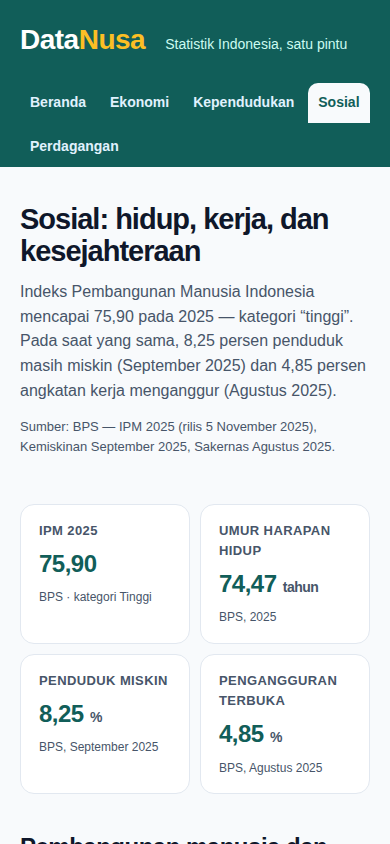 DataNusa Statistik Indonesia, satu pintu
Beranda Ekonomi Kependudukan Sosial
Perdagangan
Sosial: hidup, kerja, dan
kesejahteraan
Indeks Pembangunan Manusia Indonesia
mencapai 75,90 pada 2025 — kategori “tinggi”.
Pada saat yang sama, 8,25 persen penduduk
masih miskin (September 2025) dan 4,85 persen
angkatan kerja menganggur (Agustus 2025).
Sumber: BPS — IPM 2025 (rilis 5 November 2025),
Kemiskinan September 2025, Sakernas Agustus 2025.
IPM 2025
75,90
BPS · kategori Tinggi
UMUR HARAPAN
HIDUP
74,47 tahun
BPS, 2025
PENDUDUK MISKIN
8,25 %
BPS, September 2025
PENGANGGURAN
TERBUKA
4,85 %
BPS, Agustus 2025
Pembangunan manusia dan